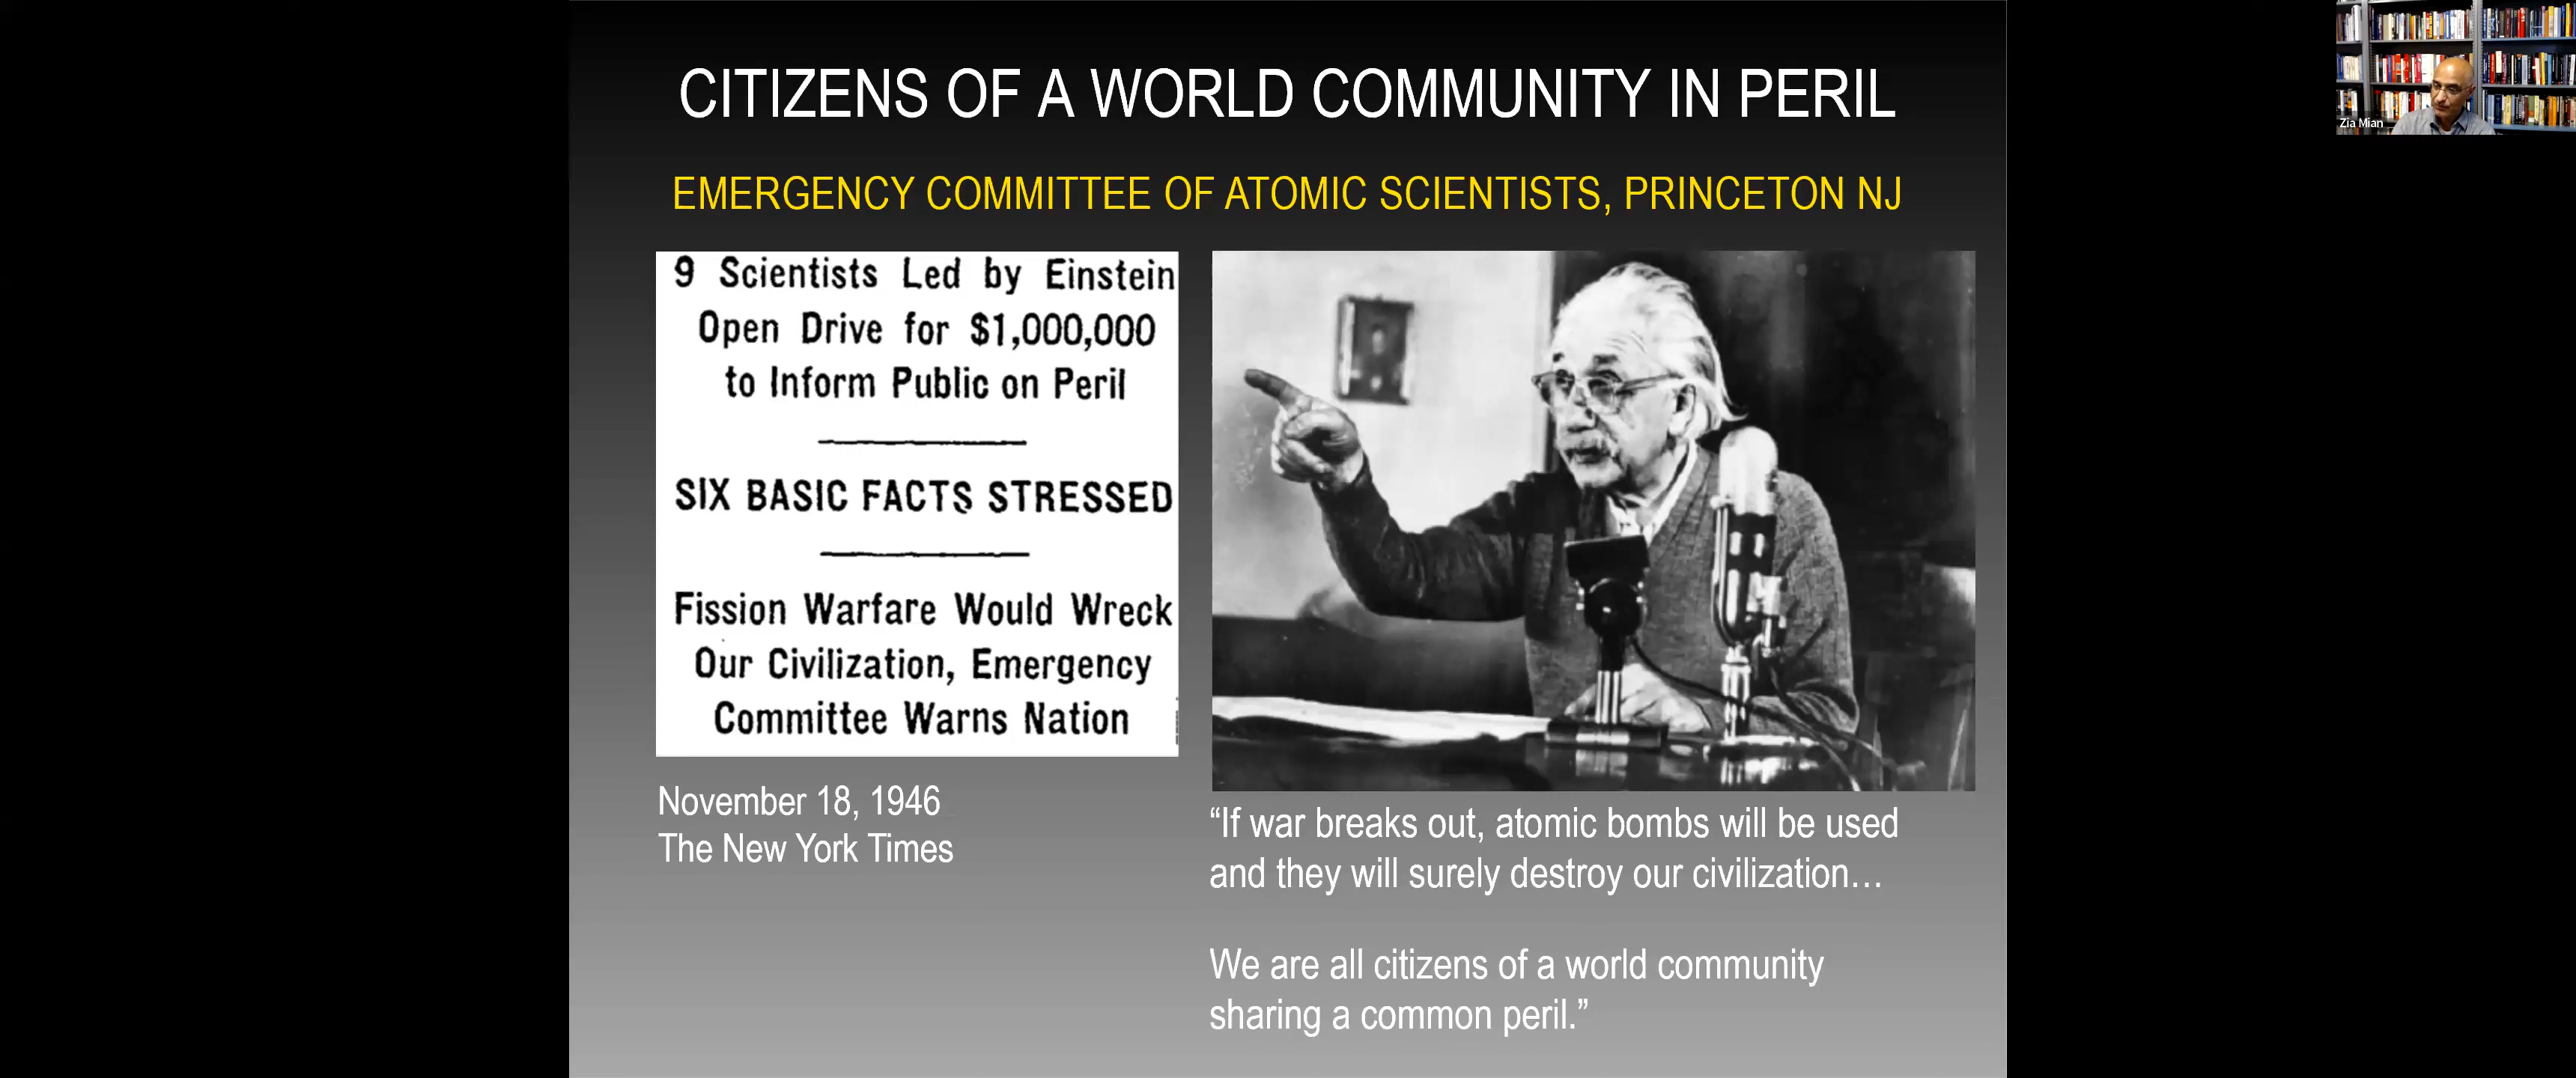 CITIZENS OF A WORLD COMMUNITY IN PERIL
EMERGENCY COMMITTEE OF ATOMIC SCIENTISTS, PRINCETON NJ
9 Scientists Led by Einstein
Open Drive for $1,000,000
to Inform Public on Peril
SIX BASIC FACTS STRESSED
Fission Warfare Would Wreck
Our Civilization, Emergency
Committee Warns Nation
November 18, 1946
The New York Times
“If war breaks out, atomic bombs will be used
and they will surely destroy our civilization…
We are all citizens of a world community
sharing a common peril.”
Zia Mian